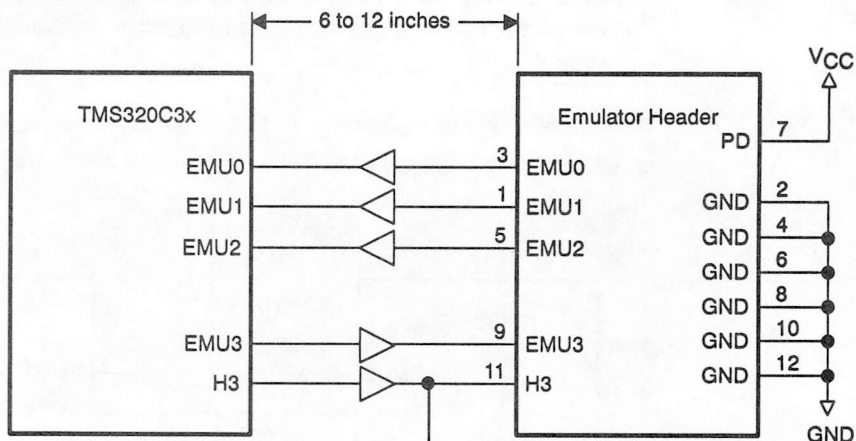 6 to 12 inches
VCC
TMS320C3x
Emulator Header
PD 7
EMU0 3 EMU0
EMU1 1 EMU1
EMU2 5 EMU2
EMU3 9 EMU3
H3 11 H3
GND 2
GND 4
GND 6
GND 8
GND 10
GND 12
GND